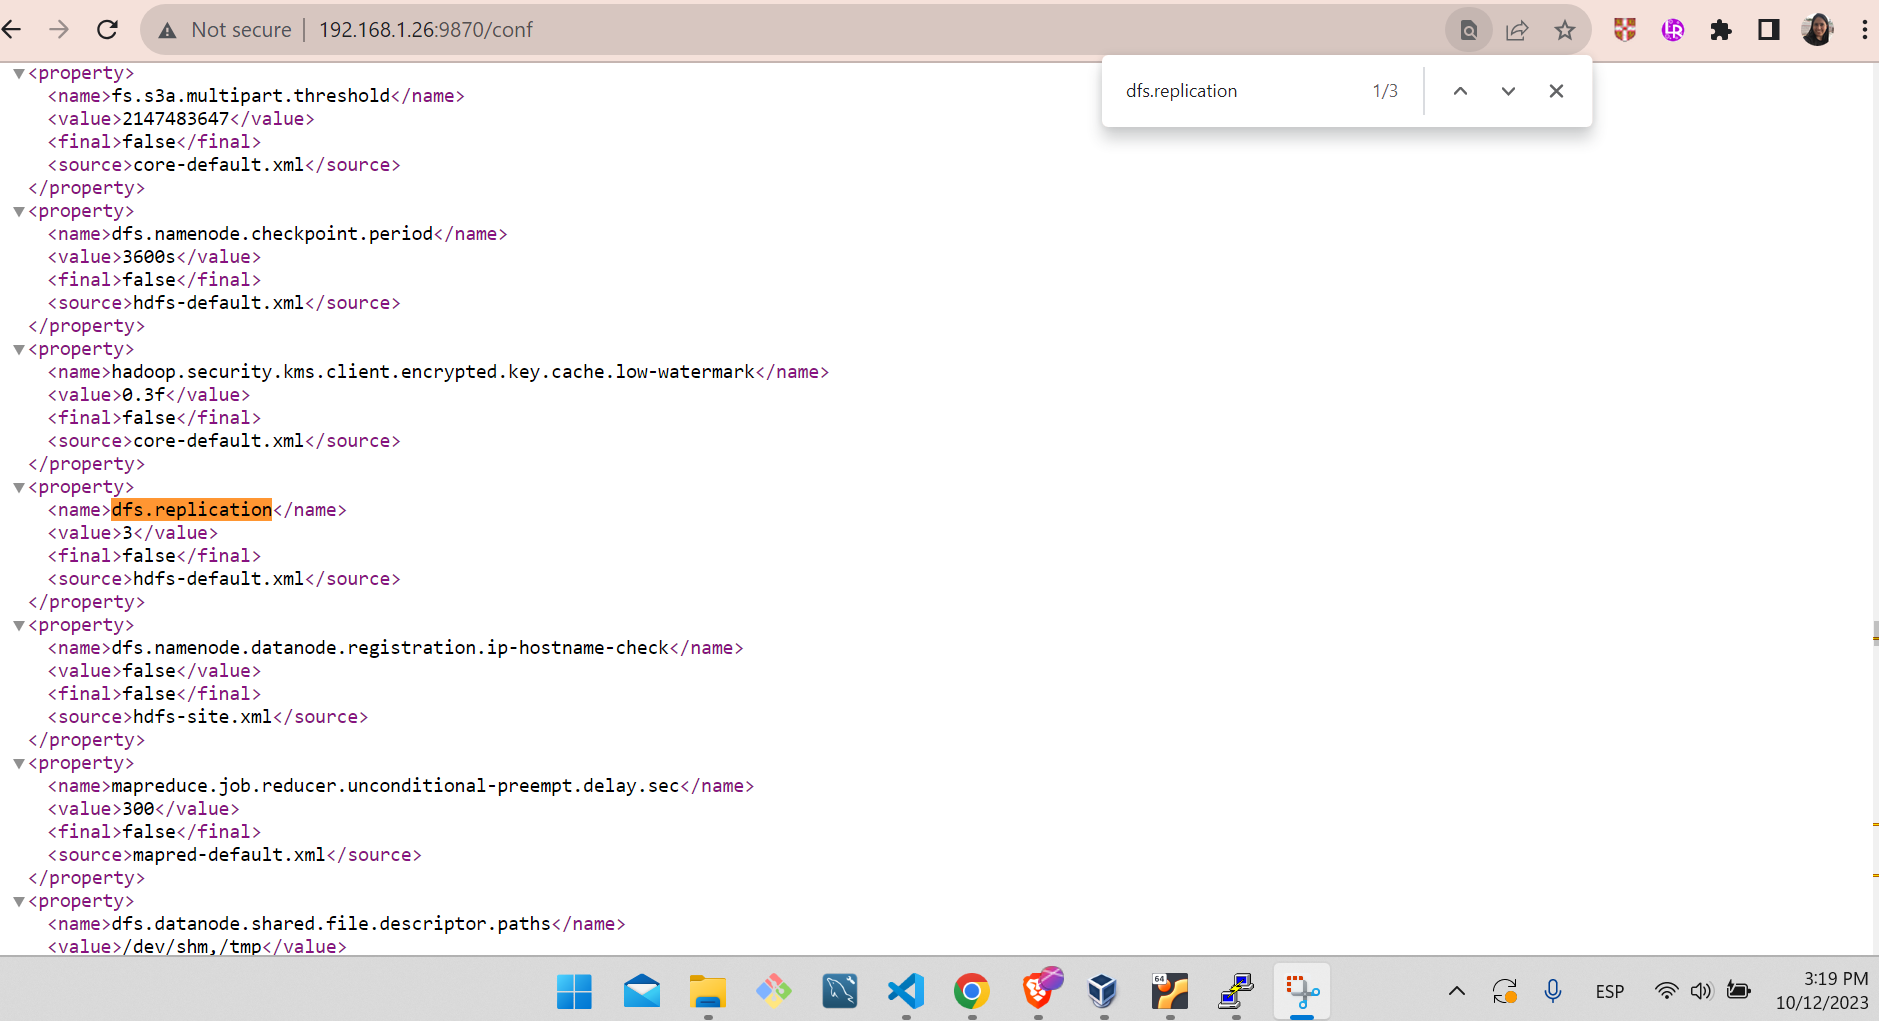 Not secure
192.168.1.26:9870/conf
dfs.replication
1/3
<property>
<name>fs.s3a.multipart.threshold</name>
<value>2147483647</value>
<final>false</final>
<source>core-default.xml</source>
</property>
<property>
<name>dfs.namenode.checkpoint.period</name>
<value>3600s</value>
<final>false</final>
<source>hdfs-default.xml</source>
</property>
<property>
<name>hadoop.security.kms.client.encrypted.key.cache.low-watermark</name>
<value>0.3f</value>
<final>false</final>
<source>core-default.xml</source>
</property>
<property>
<name>dfs.replication</name>
<value>3</value>
<final>false</final>
<source>hdfs-default.xml</source>
</property>
<property>
<name>dfs.namenode.datanode.registration.ip-hostname-check</name>
<value>false</value>
<final>false</final>
<source>hdfs-site.xml</source>
</property>
<property>
<name>mapreduce.job.reducer.unconditional-preempt.delay.sec</name>
<value>300</value>
<final>false</final>
<source>mapred-default.xml</source>
</property>
<property>
<name>dfs.datanode.shared.file.descriptor.paths</name>
<value>/dev/shm,/tmp</value>
64
ESP
3:19 PM
10/12/2023